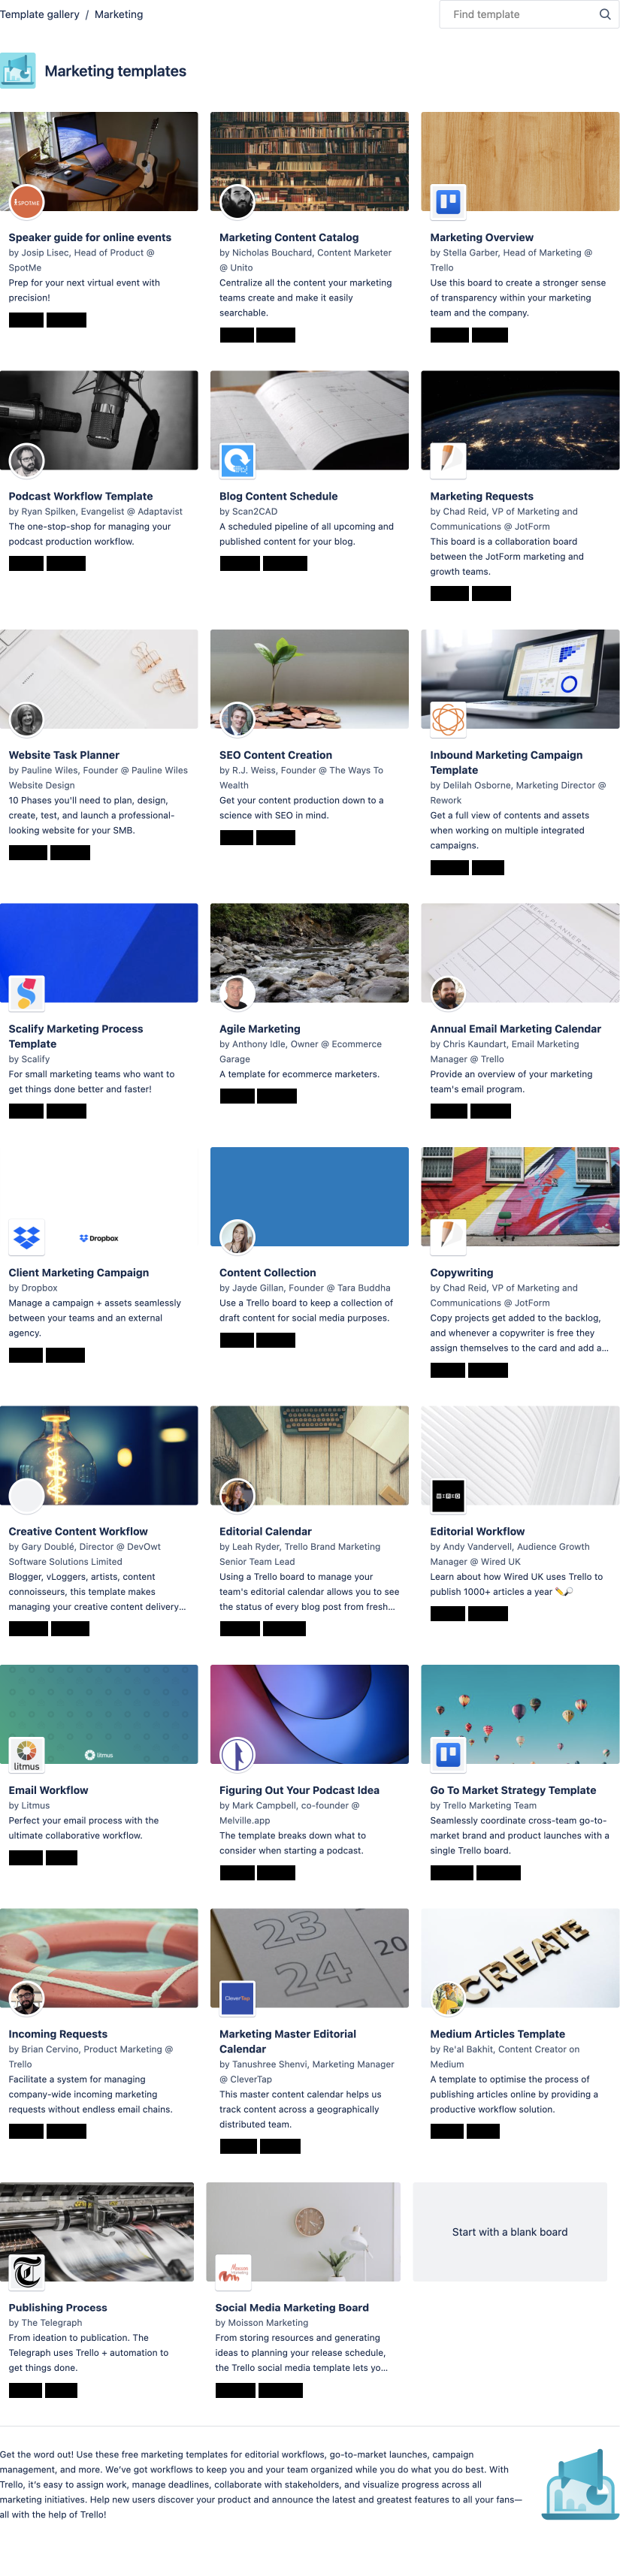 Template gallery / Marketing
Find template
Marketing templates
SPOTME
Speaker guide for online events
by Josip Lisec, Head of Product @
SpotMe
Prep for your next virtual event with
precision!
Marketing Content Catalog
by Nicholas Bouchard, Content Marketer
@ Unito
Centralize all the content your marketing
teams create and make it easily
searchable.
Marketing Overview
by Stella Garber, Head of Marketing @
Trello
Use this board to create a stronger sense
of transparency within your marketing
team and the company.
Podcast Workflow Template
by Ryan Spilken, Evangelist @ Adaptavist
The one-stop-shop for managing your
podcast production workflow.
Blog Content Schedule
by Scan2CAD
A scheduled pipeline of all upcoming and
published content for your blog.
Marketing Requests
by Chad Reid, VP of Marketing and
Communications @ JotForm
This board is a collaboration board
between the JotForm marketing and
growth teams.
Website Task Planner
by Pauline Wiles, Founder @ Pauline Wiles
Website Design
10 Phases you'll need to plan, design,
create, test, and launch a professional-
looking website for your SMB.
SEO Content Creation
by R.J. Weiss, Founder @ The Ways To
Wealth
Get your content production down to a
science with SEO in mind.
Inbound Marketing Campaign
Template
by Delilah Osborne, Marketing Director @
Rework
Get a full view of contents and assets
when working on multiple integrated
campaigns.
Scalify Marketing Process
Template
by Scalify
For small marketing teams who want to
get things done better and faster!
Agile Marketing
by Anthony Idle, Owner @ Ecommerce
Garage
A template for ecommerce marketers.
WEEKLY PLANNER
Annual Email Marketing Calendar
by Chris Kaundart, Email Marketing
Manager @ Trello
Provide an overview of your marketing
team's email program.
Dropbox
Client Marketing Campaign
by Dropbox
Manage a campaign + assets seamlessly
between your teams and an external
agency.
Content Collection
by Jayde Gillan, Founder @ Tara Buddha
Use a Trello board to keep a collection of
draft content for social media purposes.
Copywriting
by Chad Reid, VP of Marketing and
Communications @ JotForm
Copy projects get added to the backlog,
and whenever a copywriter is free they
assign themselves to the card and add a...
Creative Content Workflow
by Gary Doublé, Director @ DevOwt
Software Solutions Limited
Blogger, vLoggers, artists, content
connoisseurs, this template makes
managing your creative content delivery...
Editorial Calendar
by Leah Ryder, Trello Brand Marketing
Senior Team Lead
Using a Trello board to manage your
team's editorial calendar allows you to see
the status of every blog post from fresh...
WIRED
Editorial Workflow
by Andy Vandervell, Audience Growth
Manager @ Wired UK
Learn about how Wired UK uses Trello to
publish 1000+ articles a year ✏️🔎
litmus
litmus
Email Workflow
by Litmus
Perfect your email process with the
ultimate collaborative workflow.
Figuring Out Your Podcast Idea
by Mark Campbell, co-founder @
Melville.app
The template breaks down what to
consider when starting a podcast.
Go To Market Strategy Template
by Trello Marketing Team
Seamlessly coordinate cross-team go-to-
market brand and product launches with a
single Trello board.
Incoming Requests
by Brian Cervino, Product Marketing @
Trello
Facilitate a system for managing
company-wide incoming marketing
requests without endless email chains.
23
24
20
CleverTap
Marketing Master Editorial
Calendar
by Tanushree Shenvi, Marketing Manager
@ CleverTap
This master content calendar helps us
track content across a geographically
distributed team.
CREATE
Medium Articles Template
by Re'al Bakhit, Content Creator on
Medium
A template to optimise the process of
publishing articles online by providing a
productive workflow solution.
Publishing Process
by The Telegraph
From ideation to publication. The
Telegraph uses Trello + automation to
get things done.
Moisson
Marketing
Social Media Marketing Board
by Moisson Marketing
From storing resources and generating
ideas to planning your release schedule,
the Trello social media template lets yo...
Start with a blank board
Get the word out! Use these free marketing templates for editorial workflows, go-to-market launches, campaign
management, and more. We've got workflows to keep you and your team organized while you do what you do best. With
Trello, it's easy to assign work, manage deadlines, collaborate with stakeholders, and visualize progress across all
marketing initiatives. Help new users discover your product and announce the latest and greatest features to all your fans—
all with the help of Trello!